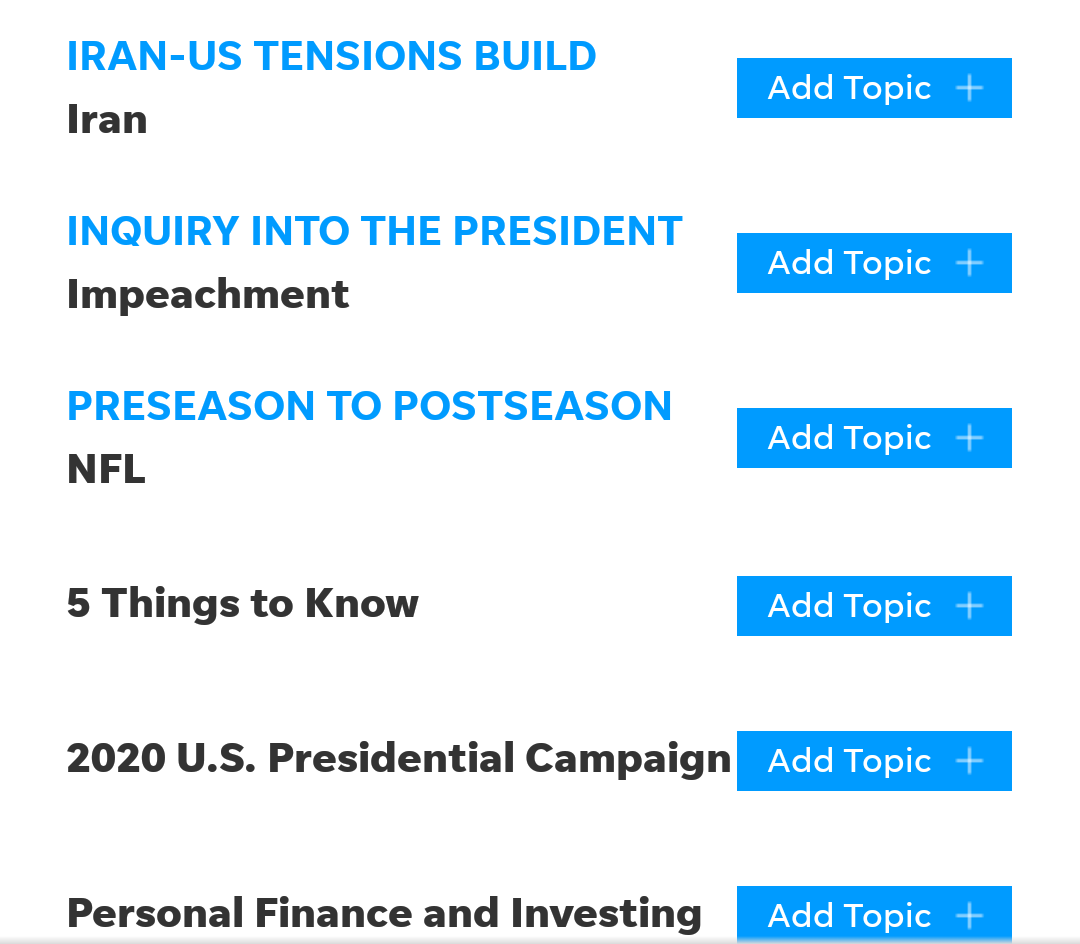 IRAN-US TENSIONS BUILD
Iran
Add Topic +
INQUIRY INTO THE PRESIDENT
Impeachment
Add Topic +
PRESEASON TO POSTSEASON
NFL
Add Topic +
5 Things to Know
Add Topic +
2020 U.S. Presidential Campaign
Add Topic +
Personal Finance and Investing
Add Topic +